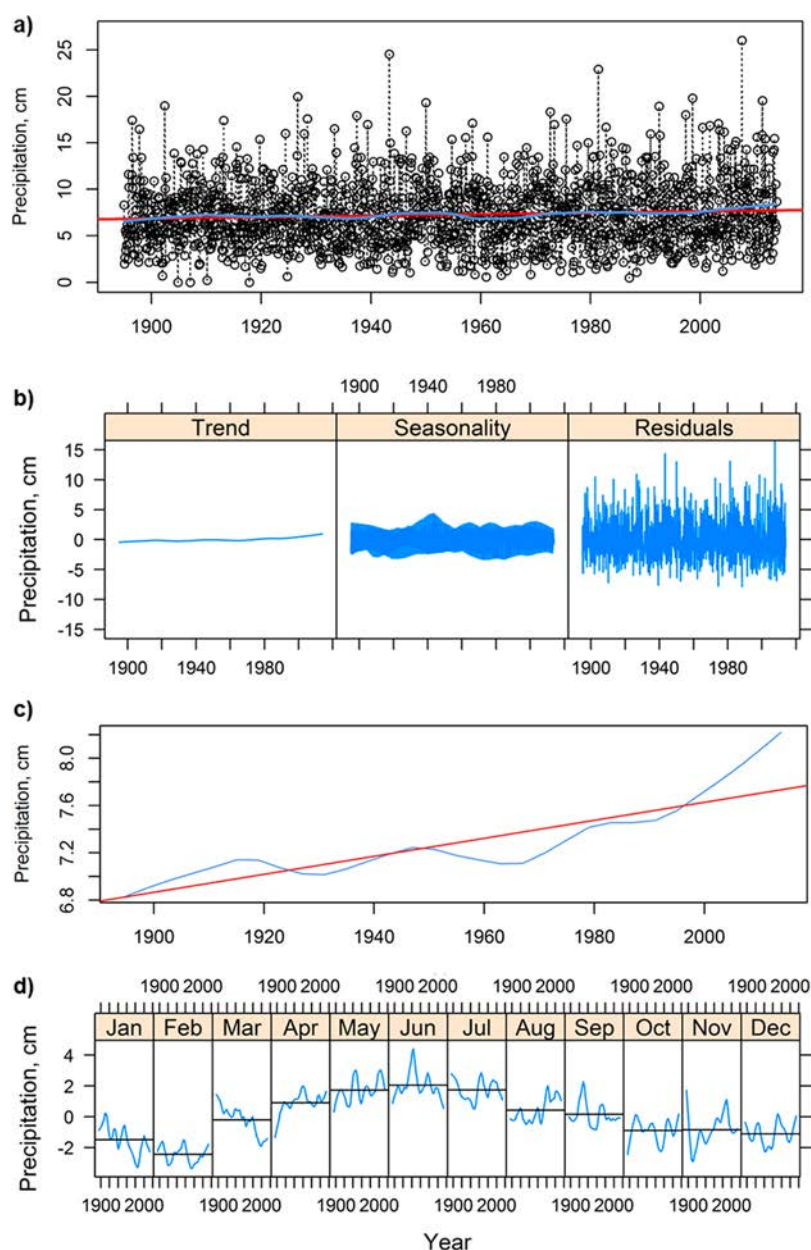 a)
Precipitation, cm
25
20
15
10
5
0
1900 1920 1940 1960 1980 2000
b)
1900 1940 1980
Trend Seasonality Residuals
Precipitation, cm
15
5
0
-5
-10
-15
1900 1940 1980 1900 1940 1980
c)
Precipitation, cm
8.0
7.6
7.2
6.8
1900 1920 1940 1960 1980 2000
d)
1900 2000 1900 2000 1900 2000 1900 2000 1900 2000 1900 2000
Jan Feb Mar Apr May Jun Jul Aug Sep Oct Nov Dec
Precipitation, cm
4
2
0
-2
1900 2000 1900 2000 1900 2000 1900 2000 1900 2000 1900 2000
Year